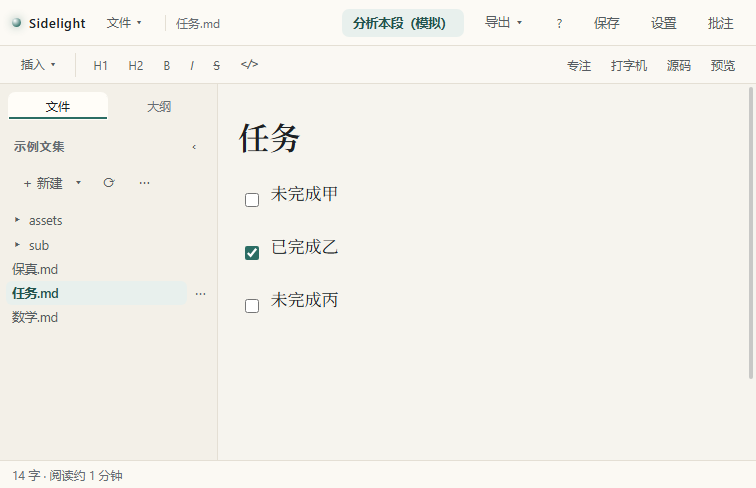 Sidelight 文件 任务.md 分析本段（模拟） 导出 ? 保存 设置 批注
插入 H1 H2 B I S </> 专注 打字机 源码 预览
文件 大纲
示例文集 ‹
+ 新建 ⟳ ···
assets
sub
保真.md
任务.md ···
数学.md
任务
未完成甲
已完成乙
未完成丙
14 字 · 阅读约 1 分钟